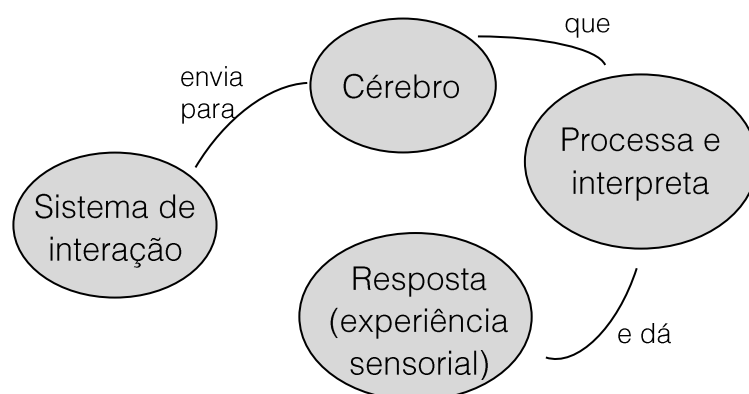 Sistema de
interação
envia
para
Cérebro
que
Processa e
interpreta
e dá
Resposta
(experiência
sensorial)